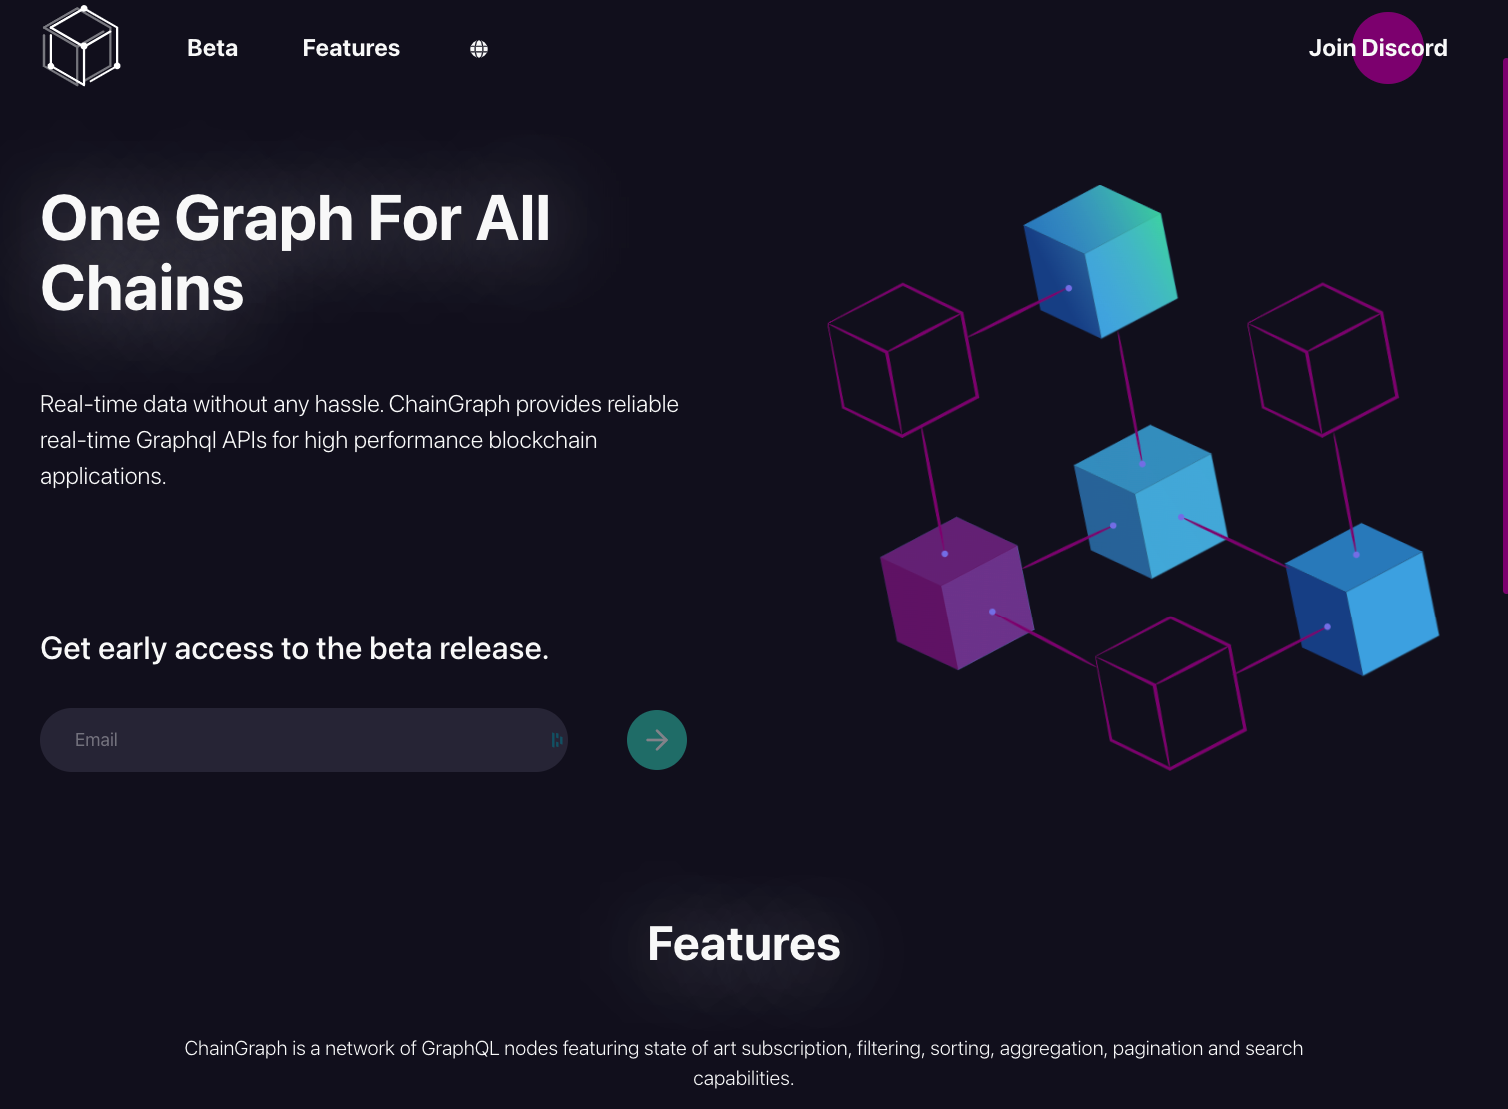 Beta
Features
Join Discord
One Graph For All
Chains
Real-time data without any hassle. ChainGraph provides reliable
real-time Graphql APIs for high performance blockchain
applications.
Get early access to the beta release.
Email
Features
ChainGraph is a network of GraphQL nodes featuring state of art subscription, filtering, sorting, aggregation, pagination and search
capabilities.